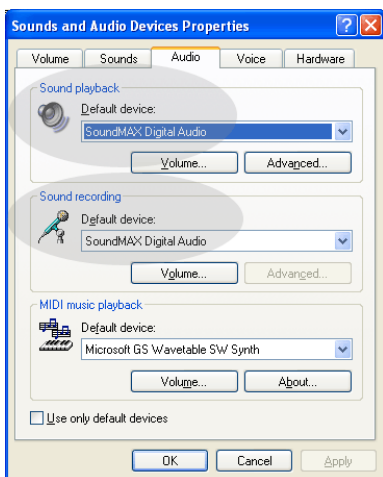 Sounds and Audio Devices Properties
Volume Sounds Audio Voice Hardware
Sound playback
Default device:
SoundMAX Digital Audio
Volume... Advanced...
Sound recording
Default device:
SoundMAX Digital Audio
Volume... Advanced...
MIDI music playback
Default device:
Microsoft GS Wavetable SW Synth
Volume... About...
Use only default devices
OK Cancel Apply